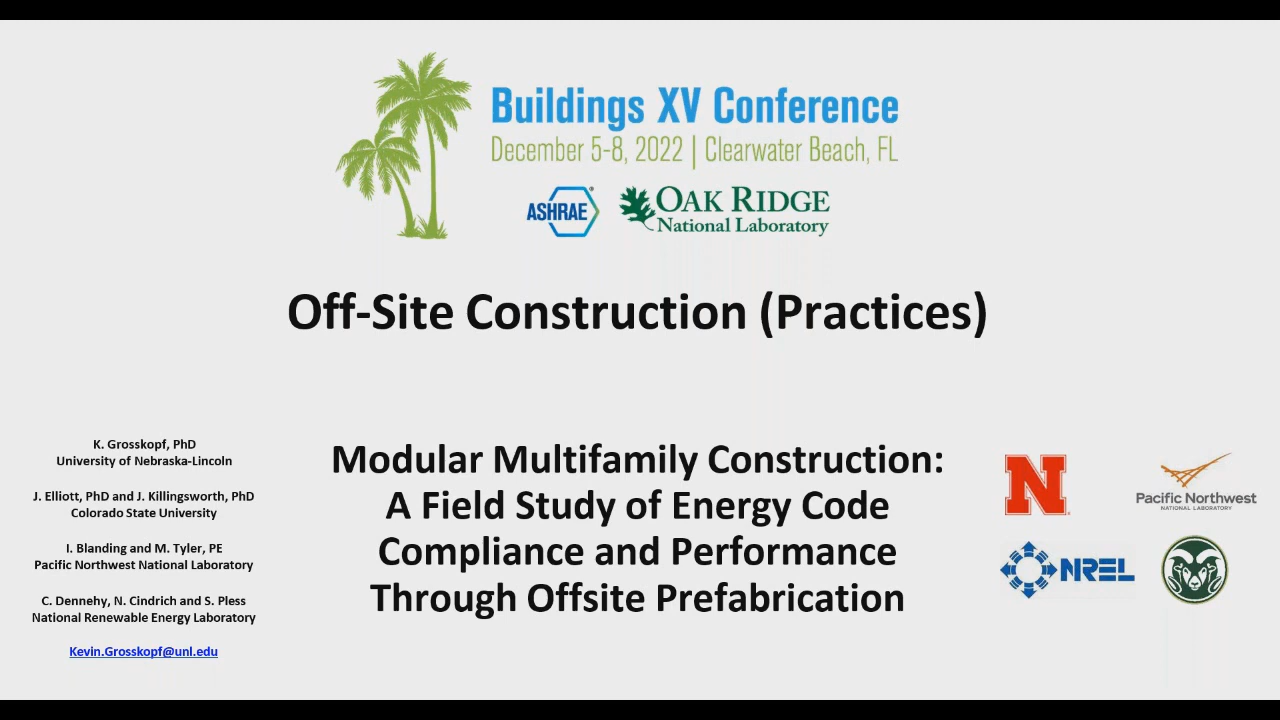 Buildings XV Conference
December 5-8, 2022 | Clearwater Beach, FL
ASHRAE®
OAK RIDGE
National Laboratory
Off-Site Construction (Practices)
K. Grosskopf, PhD
University of Nebraska-Lincoln
J. Elliott, PhD and J. Killingsworth, PhD
Colorado State University
I. Blanding and M. Tyler, PE
Pacific Northwest National Laboratory
C. Dennehy, N. Cindrich and S. Pless
National Renewable Energy Laboratory
Kevin.Grosskopf@unl.edu
Modular Multifamily Construction:
A Field Study of Energy Code
Compliance and Performance
Through Offsite Prefabrication
N
Pacific Northwest
NATIONAL LABORATORY
NREL